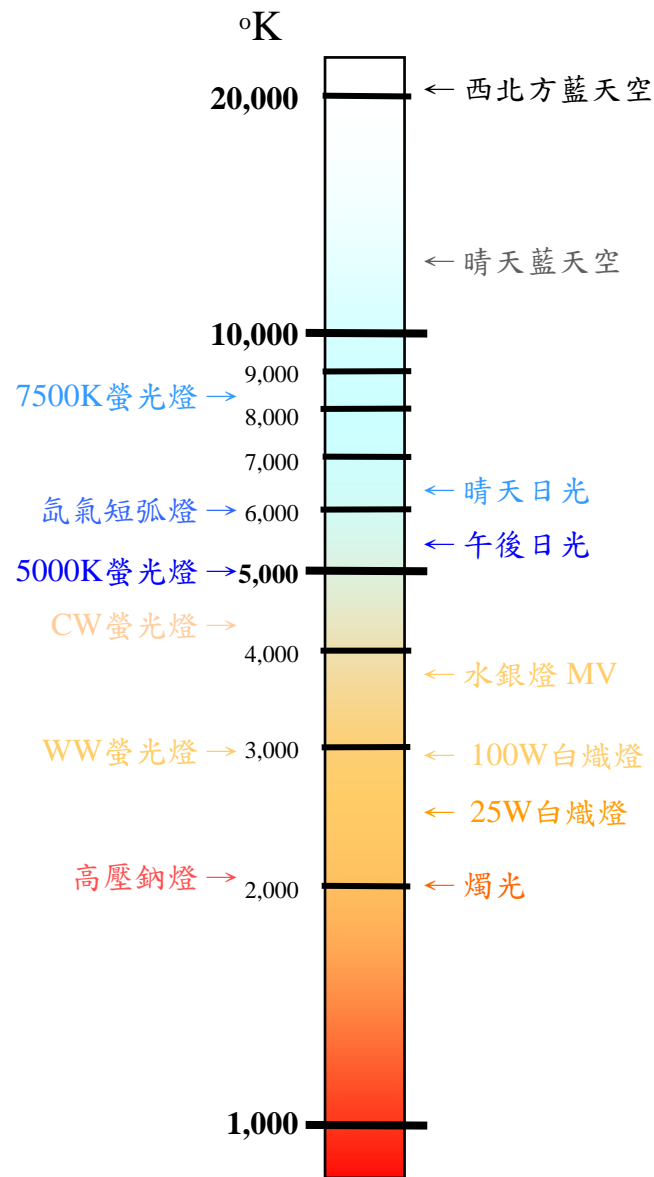 oK
20,000
← 西北方藍天空
← 晴天藍天空
10,000
9,000
7500K螢光燈 →
8,000
7,000
← 晴天日光
氙氣短弧燈 →
6,000
← 午後日光
5000K螢光燈 →
5,000
CW螢光燈 →
4,000
← 水銀燈 MV
WW螢光燈 →
3,000
← 100W白熾燈
← 25W白熾燈
高壓鈉燈 →
2,000
← 燭光
1,000